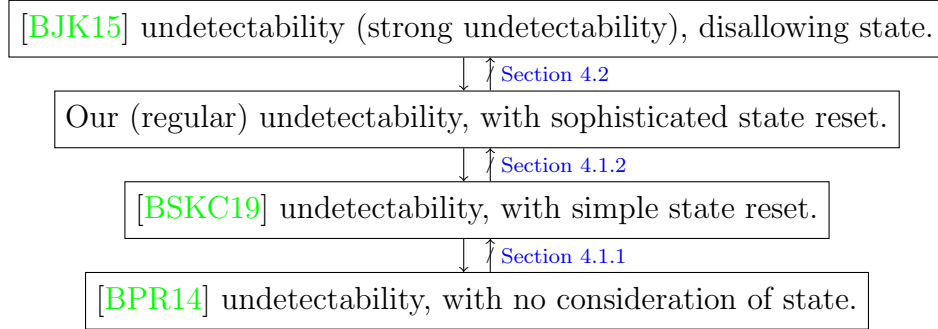 [BJK15] undetectability (strong undetectability), disallowing state.
Section 4.2
Our (regular) undetectability, with sophisticated state reset.
Section 4.1.2
[BSKC19] undetectability, with simple state reset.
Section 4.1.1
[BPR14] undetectability, with no consideration of state.